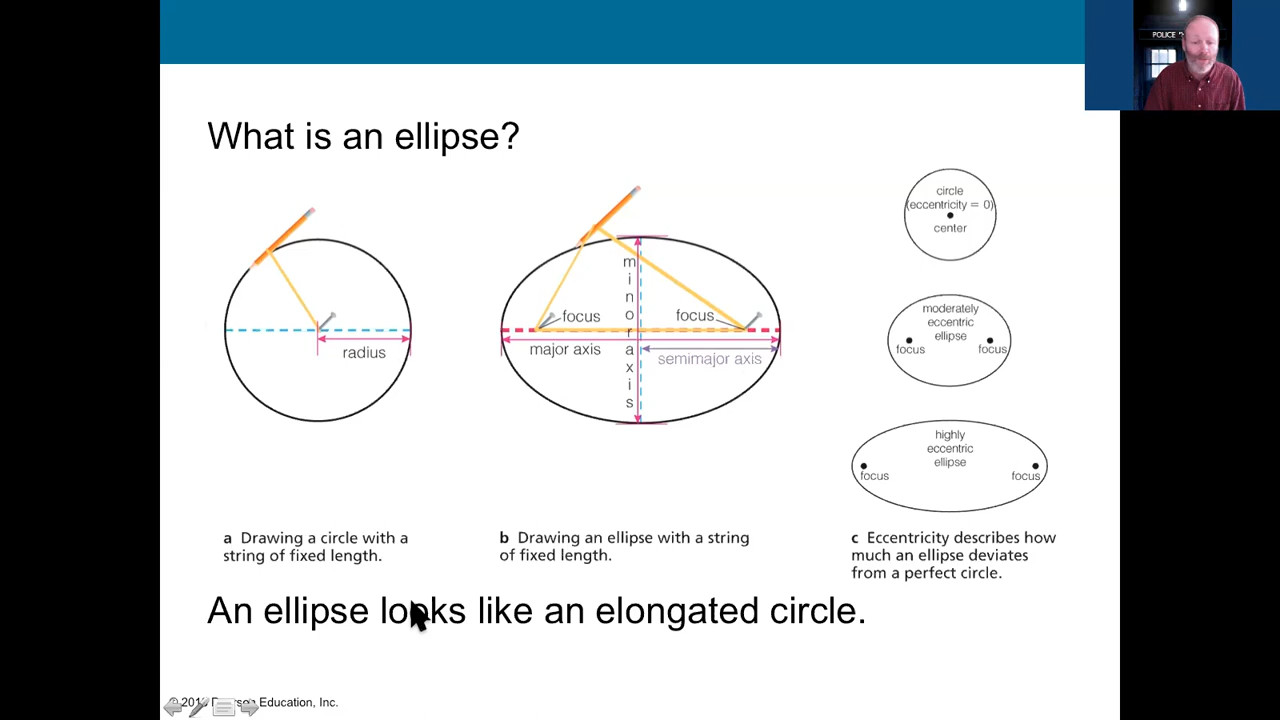 POLICE
What is an ellipse?
radius
focus
focus
major axis
semimajor axis
minor axis
circle
(eccentricity = 0)
center
moderately
eccentric
ellipse
focus
focus
highly
eccentric
ellipse
focus
focus
a Drawing a circle with a
string of fixed length.
b Drawing an ellipse with a string
of fixed length.
c Eccentricity describes how
much an ellipse deviates
from a perfect circle.
An ellipse looks like an elongated circle.
Education, Inc.